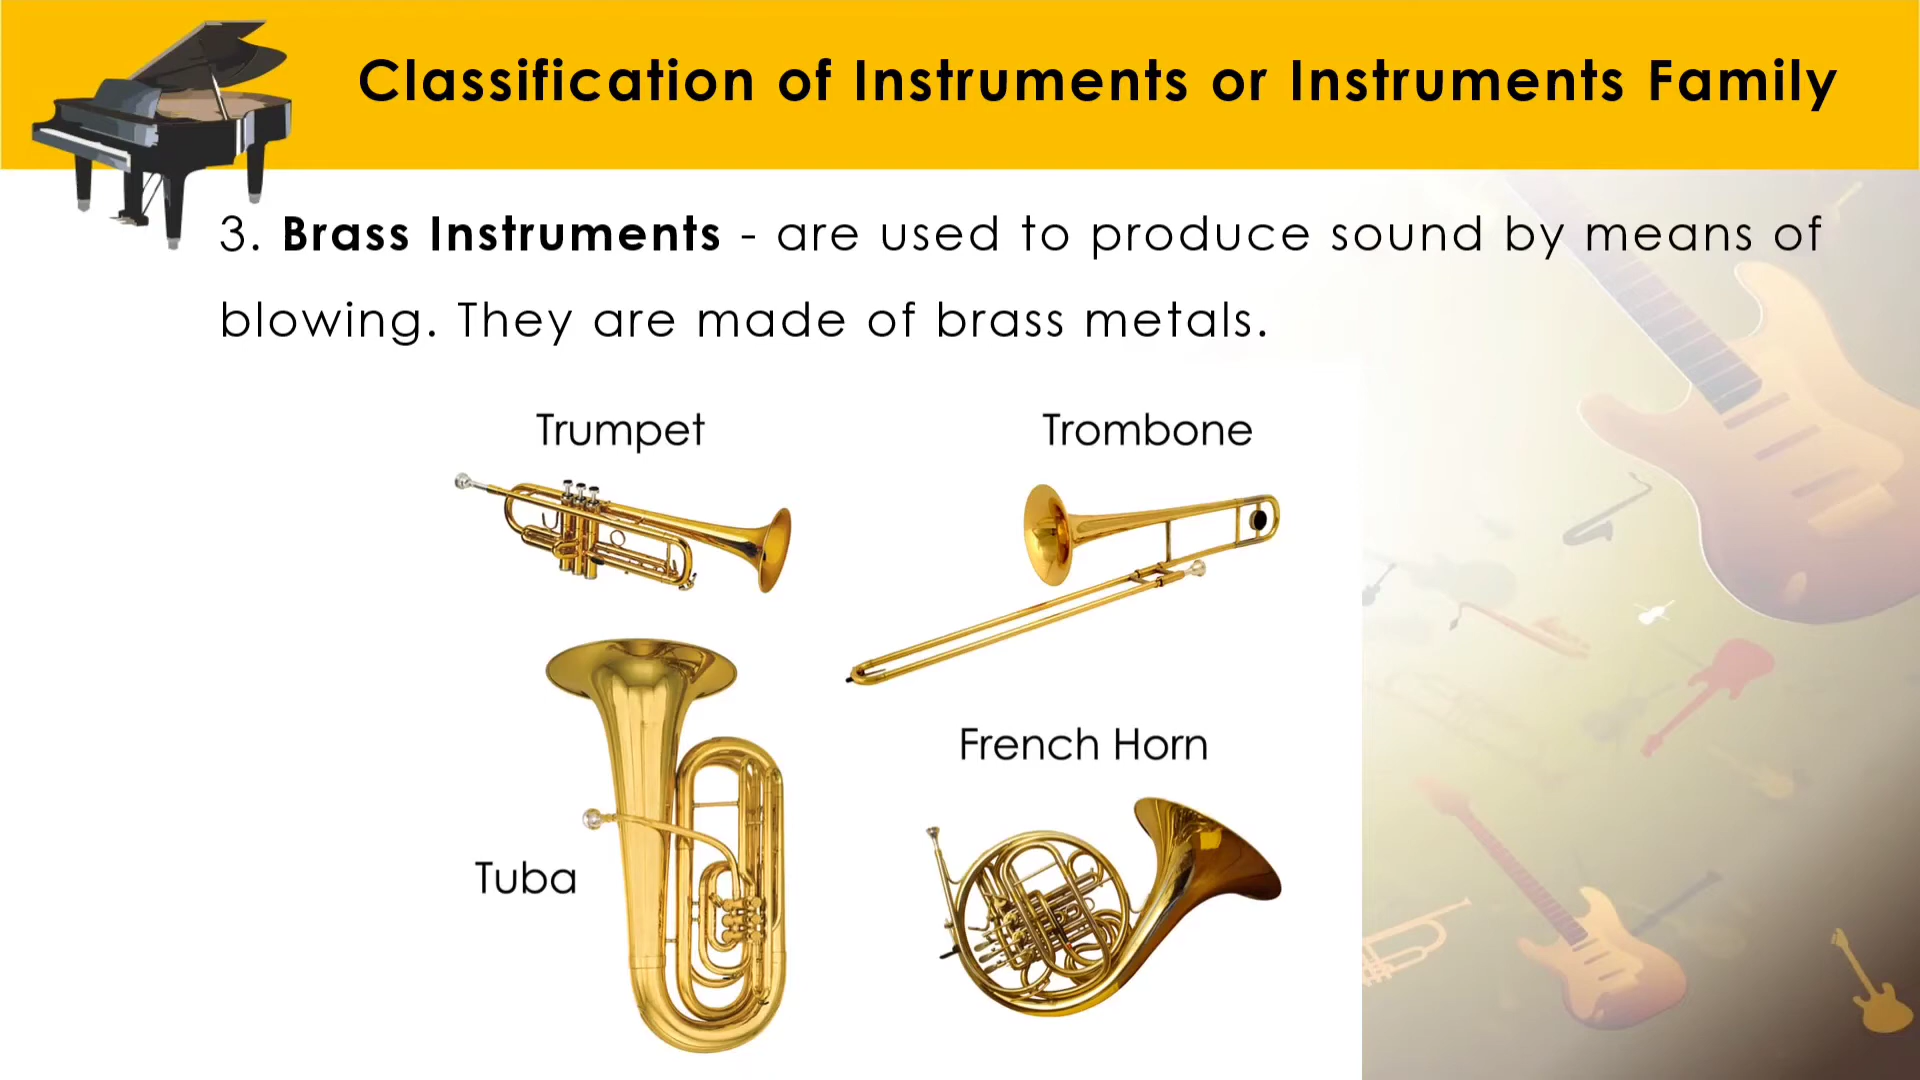 Classification of Instruments or Instruments Family
3. Brass Instruments - are used to produce sound by means of
blowing. They are made of brass metals.
Trumpet
Trombone
French Horn
Tuba